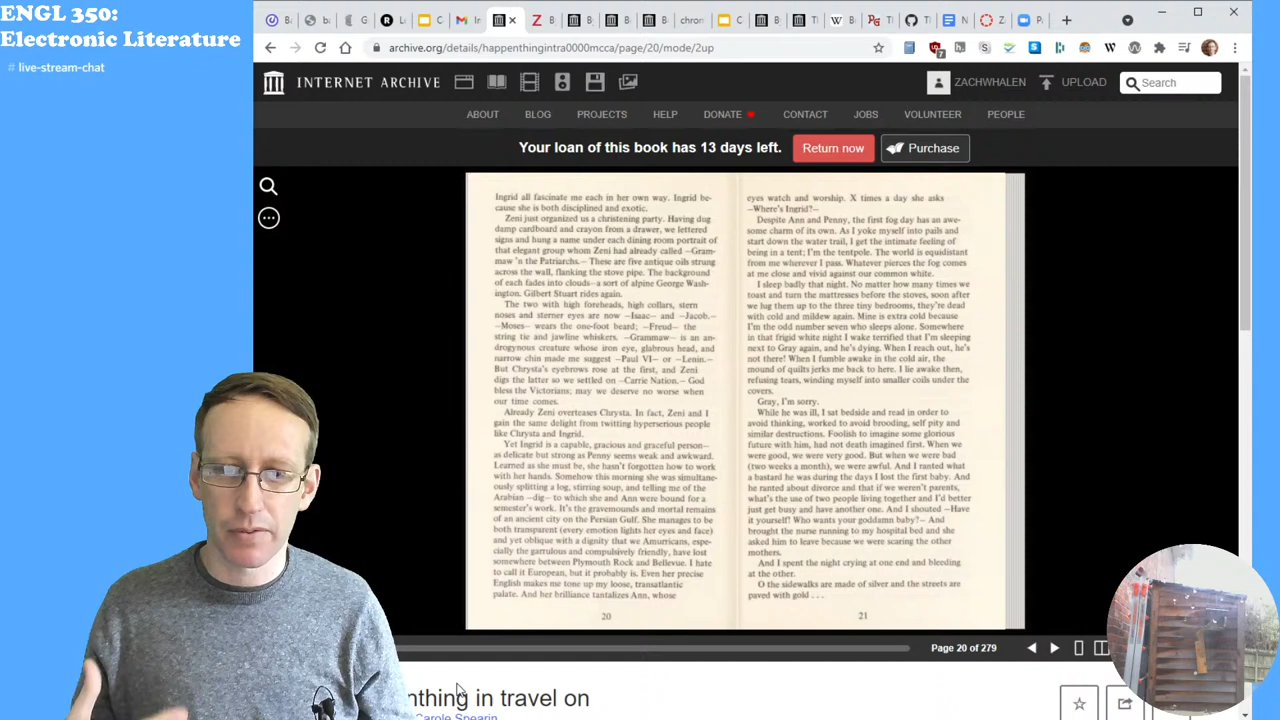 ENGL 350:
Electronic Literature
# live-stream-chat
archive.org/details/happenthingintra0000mcca/page/20/mode/2up
INTERNET ARCHIVE
ZACHWHALEN
UPLOAD
Search
ABOUT
BLOG
PROJECTS
HELP
DONATE
CONTACT
JOBS
VOLUNTEER
PEOPLE
Your loan of this book has 13 days left.
Return now
Purchase
Ingrid all fascinate me each in her own way. Ingrid be-
cause she is both disciplined and exotic.
Zeni just organized us a christening party. Having dug
damp cardboard and crayon from a drawer, we lettered
signs and hung a name under each dining room portrait of
that elegant group whom Zeni had already called –Gram-
maw 'n the Patriarchs.– These are five antique oils strung
across the wall, flanking the stove pipe. The background
of each fades into clouds–a sort of alpine George Wash-
ington. Gilbert Stuart rides again.
The two with high foreheads, high collars, stern
noses and sterner eyes are now –Isaac– and –Jacob.–
–Moses– wears the one-foot beard; –Freud– the
string tie and jawline whiskers. –Grammaw– is an an-
drogynous creature whose iron eye, glabrous head, and
narrow chin made me suggest –Paul VI– or –Lenin.–
But Chrysta's eyebrows rose at the first, and Zeni
digs the latter so we settled on –Carrie Nation.– God
bless the Victorians; may we deserve no worse when
our time comes.
Already Zeni overteases Chrysta. In fact, Zeni and I
gain the same delight from twitting hyperserious people
like Chrysta and Ingrid.
Yet Ingrid is a capable, gracious and graceful person–
as delicate but strong as Penny seems weak and awkward.
Learned as she must be, she hasn't forgotten how to work
with her hands. Somehow this morning she was simultane-
ously splitting a log, stirring soup, and telling me of the
Arabian –dig– to which she and Ann were bound for a
semester's work. It's the gravemounds and mortal remains
of an ancient city on the Persian Gulf. She manages to be
both transparent (every emotion lights her eyes and face)
and yet oblique with a dignity that we Amurricans, espe-
cially the garrulous and compulsively friendly, have lost
somewhere between Plymouth Rock and Bellevue. I hate
to call it European, but it probably is. Even her precise
English makes me tone up my loose, transatlantic
palate. And her brilliance tantalizes Ann, whose
20
eyes watch and worship. X times a day she asks
–Where's Ingrid?–
Despite Ann and Penny, the first fog day has an awe-
some charm of its own. As I yoke myself into pails and
start down the water trail, I get the intimate feeling of
being in a tent; I'm the tentpole. The world is equidistant
from me wherever I pass. Whatever pierces the fog comes
at me close and vivid against our common white.
I sleep badly that night. No matter how many times we
toast and turn the mattresses before the stoves, soon after
we lug them up to the three tiny bedrooms, they're dead
with cold and mildew again. Mine is extra cold because
I'm the odd number seven who sleeps alone. Somewhere
in that frigid white night I wake terrified that I'm sleeping
next to Gray again, and he's dying. When I reach out, he's
not there! When I fumble awake in the cold air, the
mound of quilts jerks me back to here. I lie awake then,
refusing tears, winding myself into smaller coils under the
covers.
Gray, I'm sorry.
While he was ill, I sat bedside and read in order to
avoid thinking, worked to avoid brooding, self pity and
similar destructions. Foolish to imagine some glorious
future with him, had not death imagined first. When we
were good, we were very good. But when we were bad
(two weeks a month), we were awful. And I ranted what
a bastard he was during the days I lost the first baby. And
he ranted about divorce and that if we weren't parents,
what's the use of two people living together and I'd better
just get busy and have another one. And I shouted –Have
it yourself! Who wants your goddamn baby?– And
brought the nurse running to my hospital bed and she
asked him to leave because we were scaring the other
mothers.
And I spent the night crying at one end and bleeding
at the other.
O the sidewalks are made of silver and the streets are
paved with gold . . .
21
Page 20 of 279
nthing in travel on
Carole Spearin